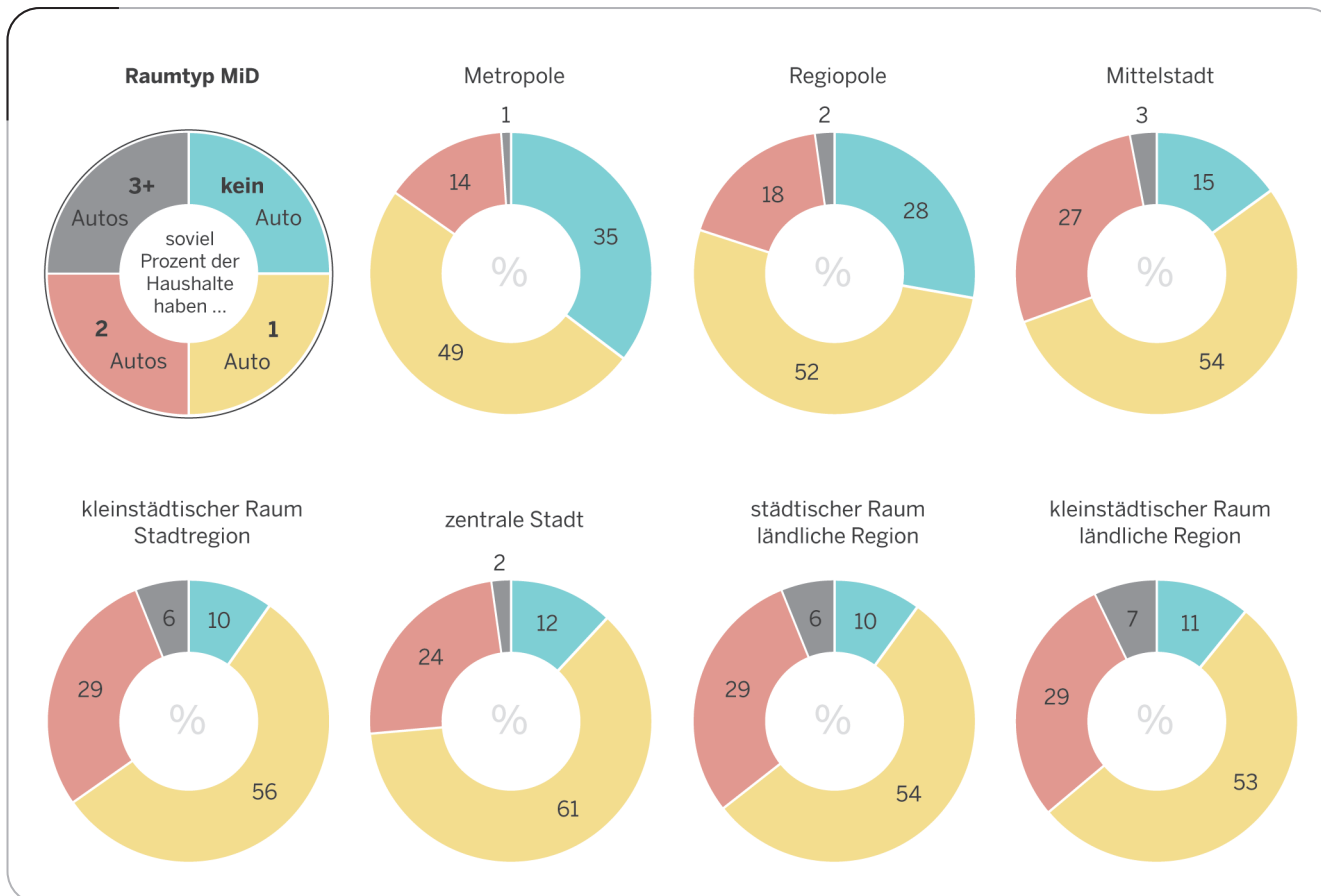 Raumtyp MiD
3+
Autos
kein
Auto
soviel
Prozent der
Haushalte
haben ...
2
Autos
1
Auto
Metropole
1
14
35
%
49
Regiopole
2
18
28
%
52
Mittelstadt
3
15
27
%
54
kleinstädtischer Raum
Stadtregion
6
10
29
%
56
zentrale Stadt
2
12
24
%
61
städtischer Raum
ländliche Region
6
10
29
%
54
kleinstädtischer Raum
ländliche Region
7
11
29
%
53